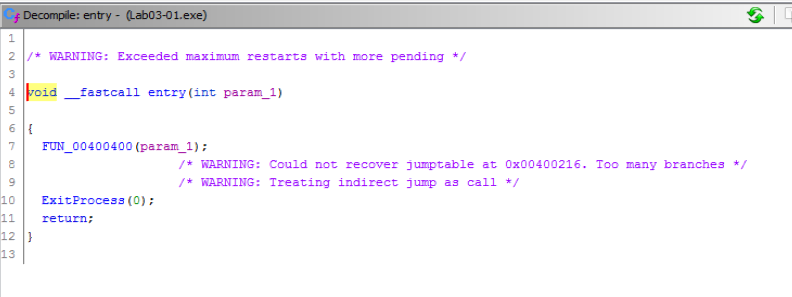 Cf Decompile: entry - (Lab03-01.exe)
1
2 /* WARNING: Exceeded maximum restarts with more pending */
3
4 void __fastcall entry(int param_1)
5
6 {
7 FUN_00400400(param_1);
8 /* WARNING: Could not recover jumptable at 0x00400216. Too many branches */
9 /* WARNING: Treating indirect jump as call */
10 ExitProcess(0);
11 return;
12 }
13